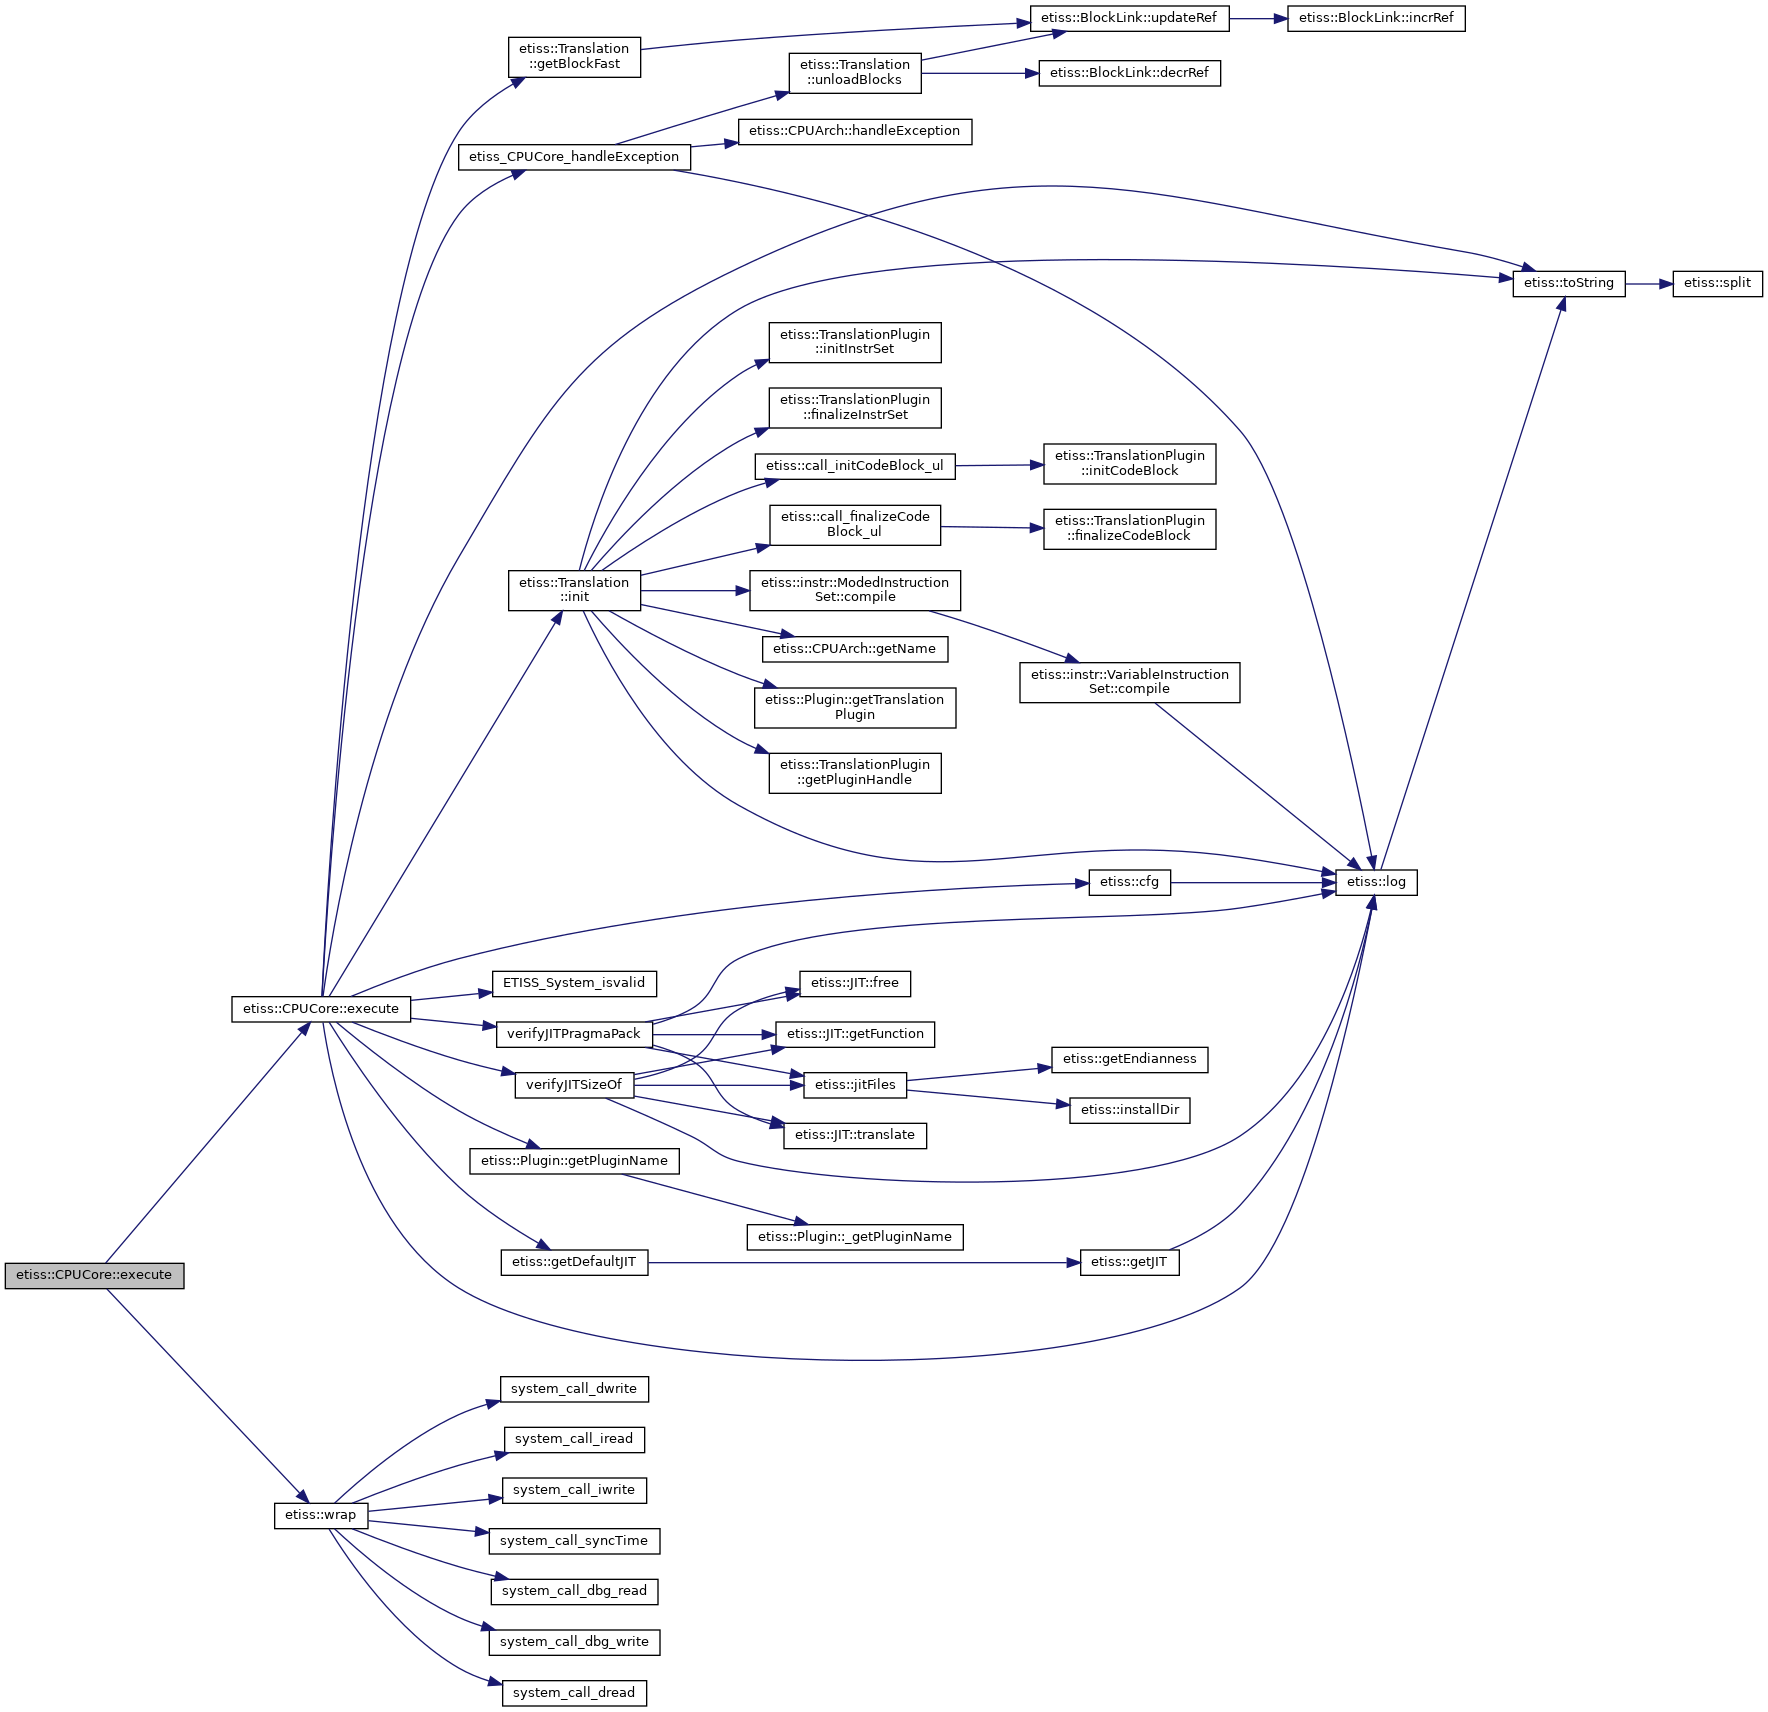 etiss::BlockLink::updateRef
etiss::BlockLink::incrRef
etiss::Translation
::getBlockFast
etiss::Translation
::unloadBlocks
etiss::BlockLink::decrRef
etiss::CPUArch::handleException
etiss_CPUCore_handleException
etiss::toString
etiss::split
etiss::TranslationPlugin
::initInstrSet
etiss::TranslationPlugin
::finalizeInstrSet
etiss::call_initCodeBlock_ul
etiss::TranslationPlugin
::initCodeBlock
etiss::call_finalizeCode
Block_ul
etiss::TranslationPlugin
::finalizeCodeBlock
etiss::Translation
::init
etiss::instr::ModedInstruction
Set::compile
etiss::CPUArch::getName
etiss::instr::VariableInstruction
Set::compile
etiss::Plugin::getTranslation
Plugin
etiss::TranslationPlugin
::getPluginHandle
etiss::cfg
etiss::log
ETISS_System_isvalid
etiss::JIT::free
etiss::CPUCore::execute
verifyJITPragmaPack
etiss::JIT::getFunction
etiss::getEndianness
verifyJITSizeOf
etiss::jitFiles
etiss::installDir
etiss::JIT::translate
etiss::Plugin::getPluginName
etiss::Plugin::_getPluginName
etiss::getDefaultJIT
etiss::getJIT
etiss::CPUCore::execute
system_call_dwrite
system_call_iread
system_call_iwrite
etiss::wrap
system_call_syncTime
system_call_dbg_read
system_call_dbg_write
system_call_dread